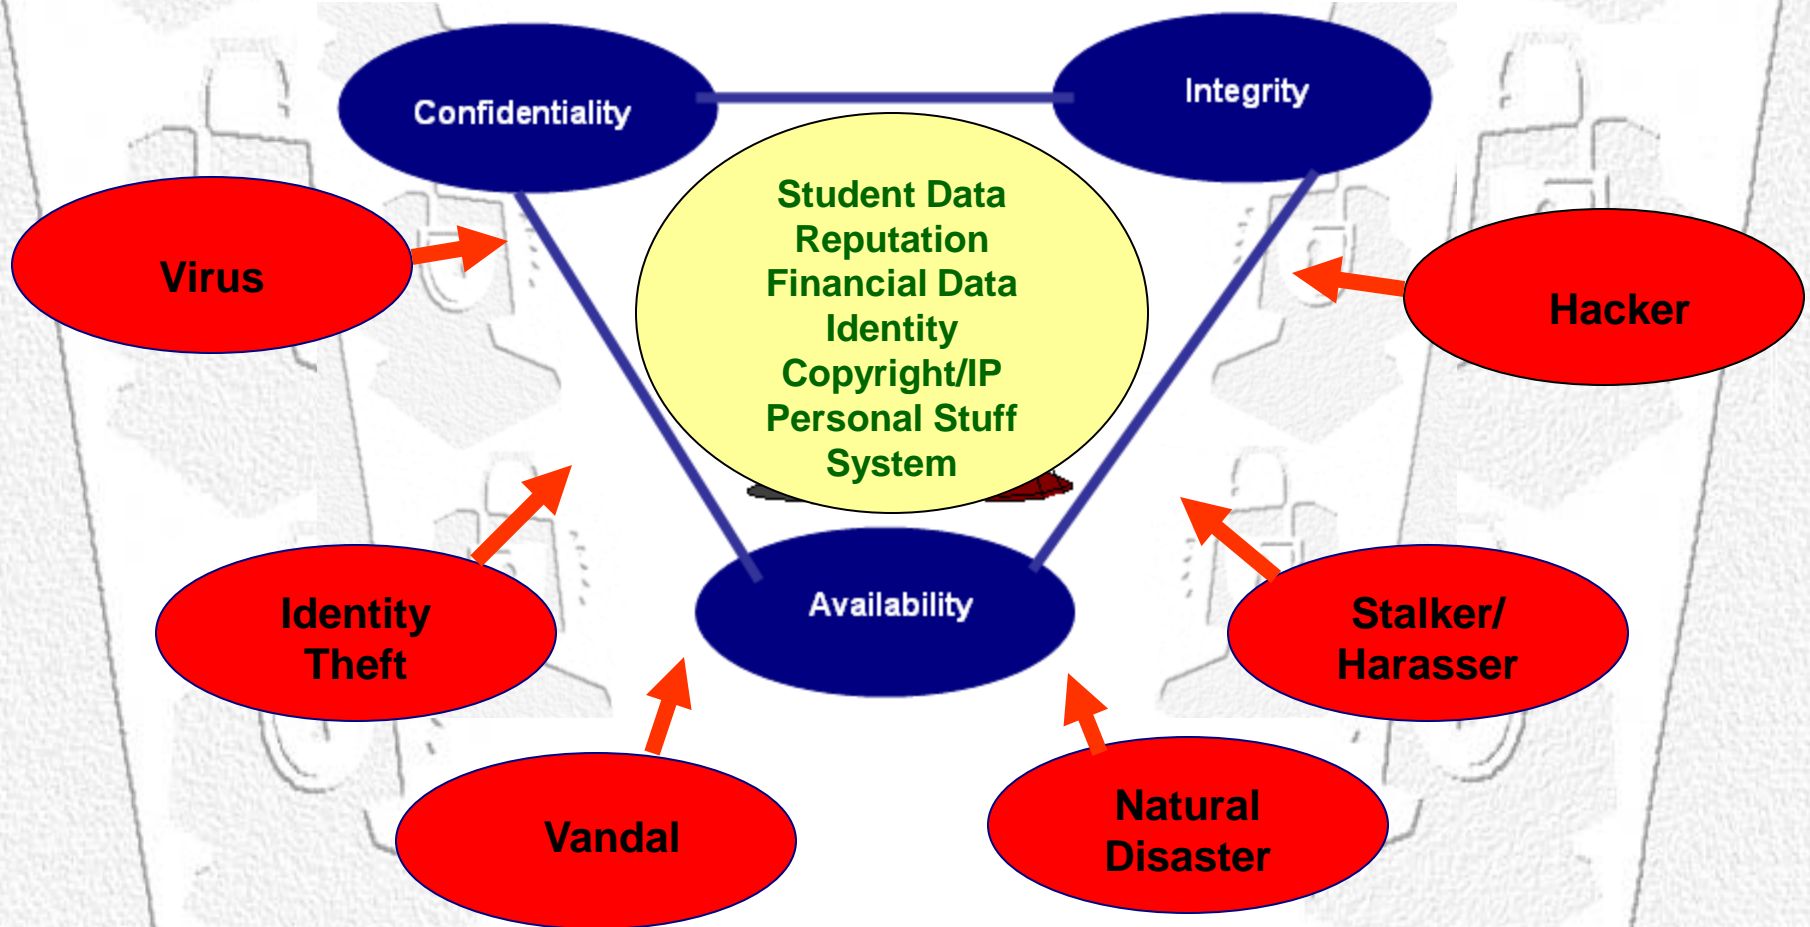 Confidentiality
Integrity
Student Data
Reputation
Financial Data
Identity
Copyright/IP
Personal Stuff
System
Virus
Hacker
Identity
Theft
Availability
Stalker/
Harasser
Vandal
Natural
Disaster